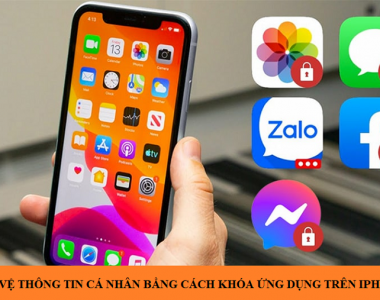 Zalo
VỆ THÔNG TIN CÁ NHÂN BẰNG CÁCH KHÓA ỨNG DỤNG TRÊN IPH